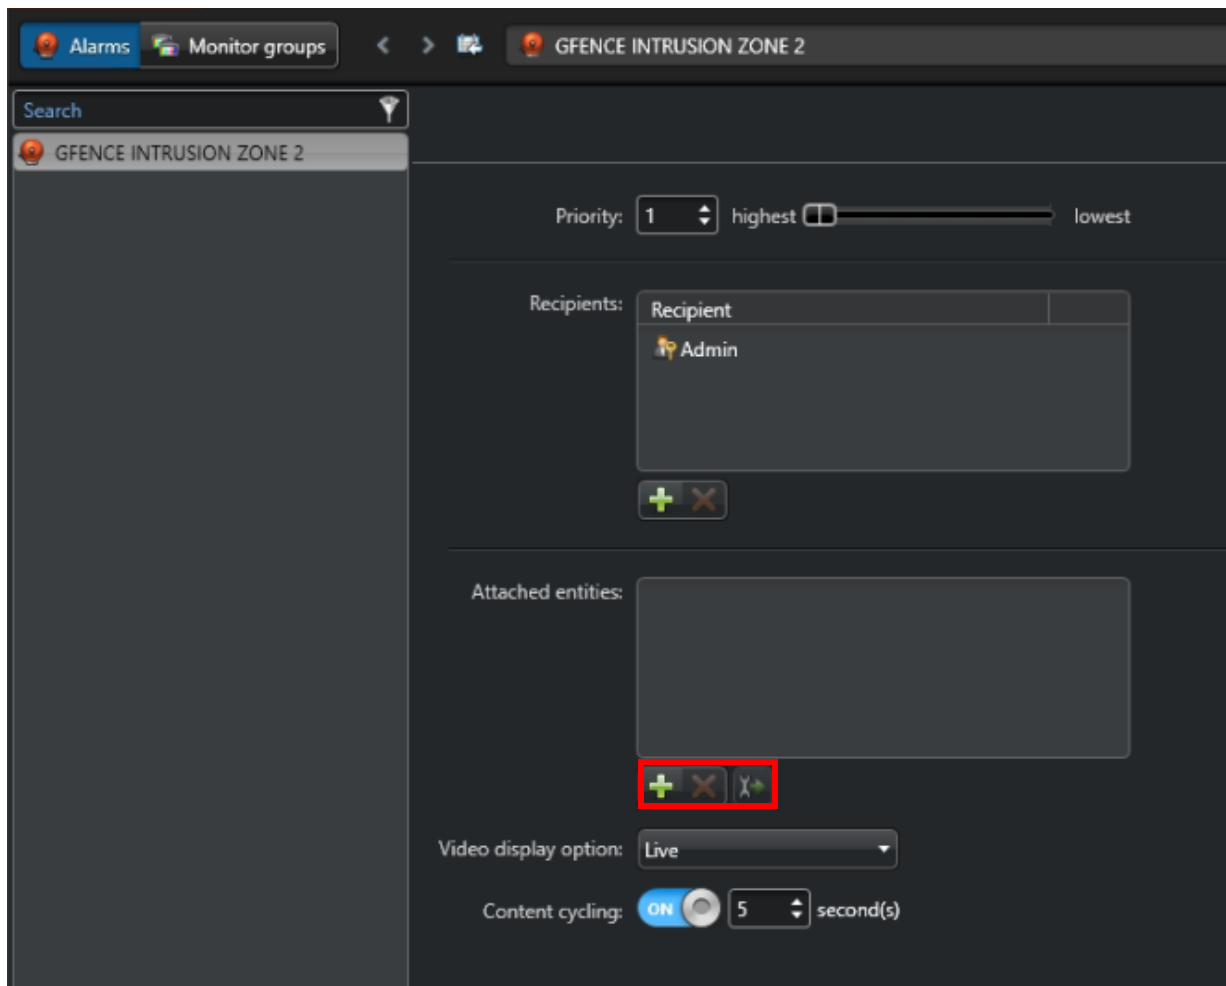 Alarms Monitor groups GFENCE INTRUSION ZONE 2
Search
GFENCE INTRUSION ZONE 2
Priority: 1 highest lowest
Recipients: Recipient
Admin
Attached entities:
Video display option: Live
Content cycling: ON 5 second(s)